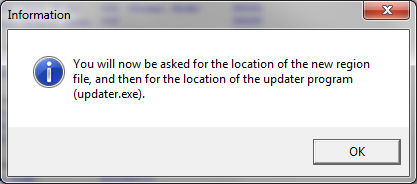 Information
You will now be asked for the location of the new region
file, and then for the location of the updater program
(updater.exe).
OK